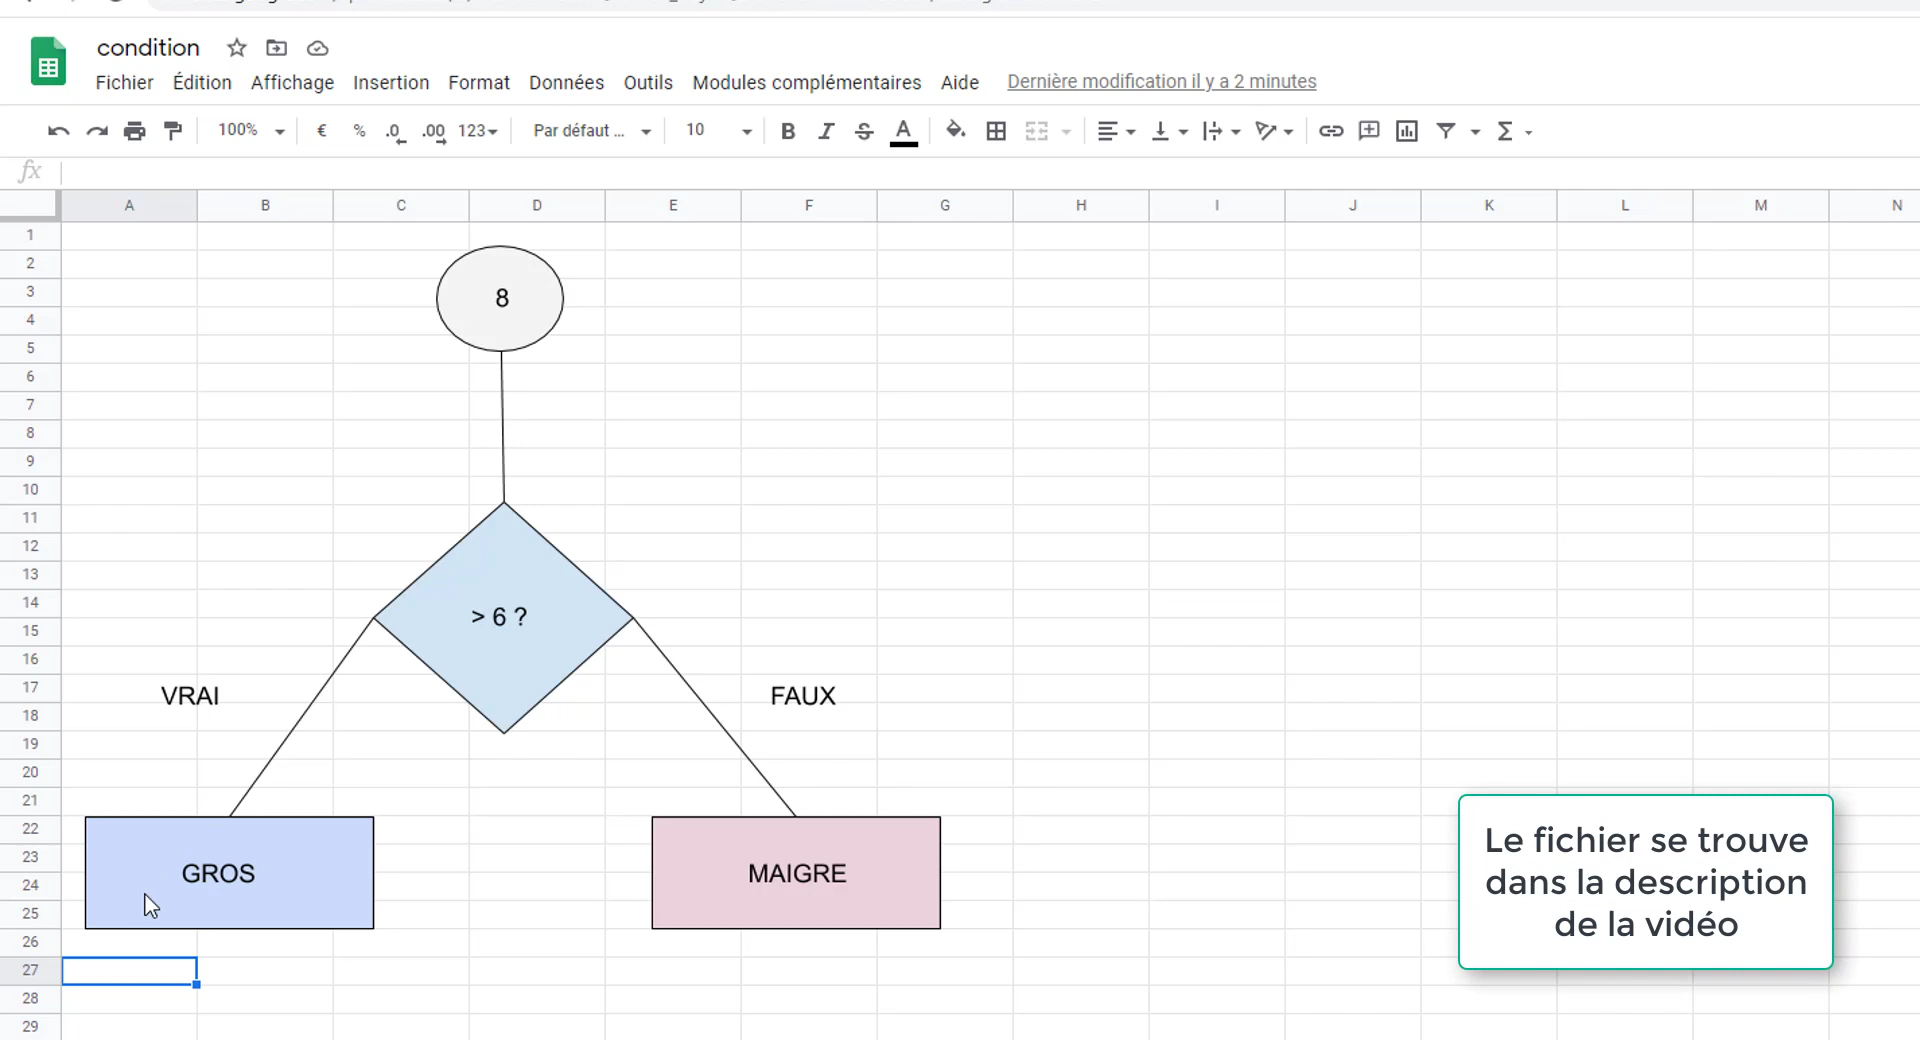 condition
Fichier Édition Affichage Insertion Format Données Outils Modules complémentaires Aide Dernière modification il y a 2 minutes
100% € % .0 .00 123 Par défaut ... 10 B I S A Σ
fx
A B C D E F G H I J K L M N
1
2
3
8
4
5
6
7
8
9
10
11
12
13
14
> 6 ?
15
16
17
VRAI FAUX
18
19
20
21
22
23
GROS MAIGRE
24
25
26
27
28
29
Le fichier se trouve
dans la description
de la vidéo